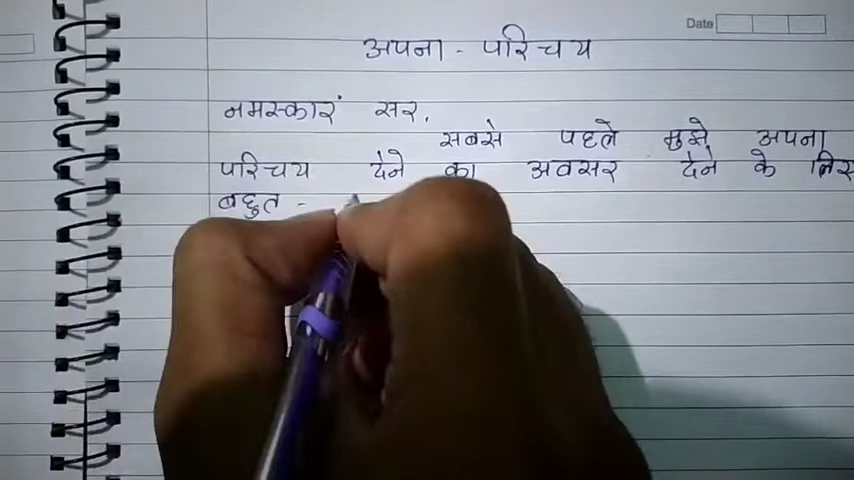 Date
अपना - परिचय
नमस्कारं सर,
सबसे पहले मुझे अपना
परिचय देने का अवसर देने के लिए
बहुत -